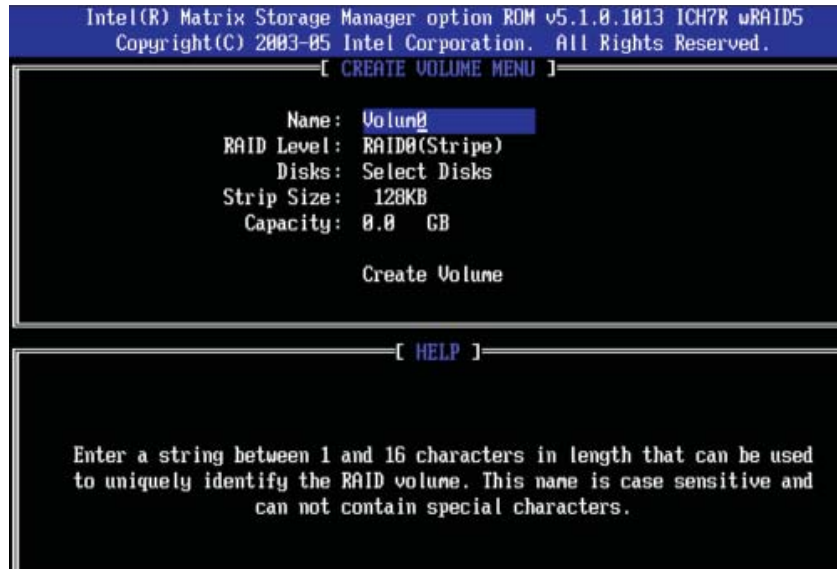 Intel(R) Matrix Storage Manager option ROM v5.1.0.1013 ICH7R wRAID5
Copyright(C) 2003-05 Intel Corporation. All Rights Reserved.
[ CREATE VOLUME MENU ]
Name: Volum0
RAID Level: RAID0(Stripe)
Disks: Select Disks
Strip Size: 128KB
Capacity: 0.0 GB
Create Volume
[ HELP ]
Enter a string between 1 and 16 characters in length that can be used
to uniquely identify the RAID volume. This name is case sensitive and
can not contain special characters.